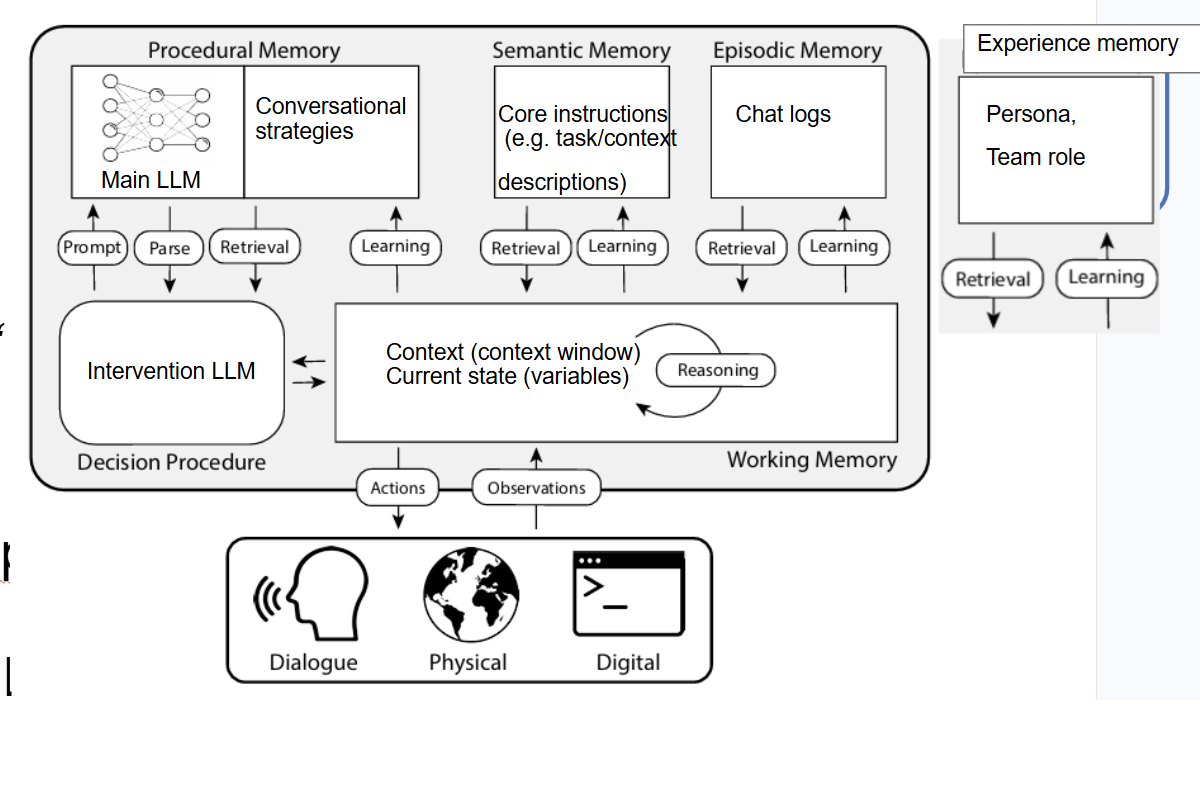 Procedural Memory
Semantic Memory
Episodic Memory
Experience memory
Main LLM
Conversational
strategies
Core instructions
(e.g. task/context
descriptions)
Chat logs
Persona,
Team role
Prompt
Parse
Retrieval
Learning
Retrieval
Learning
Retrieval
Learning
Retrieval
Learning
Intervention LLM
Decision Procedure
Context (context window)
Current state (variables)
Reasoning
Working Memory
Actions
Observations
>_
Dialogue
Physical
Digital